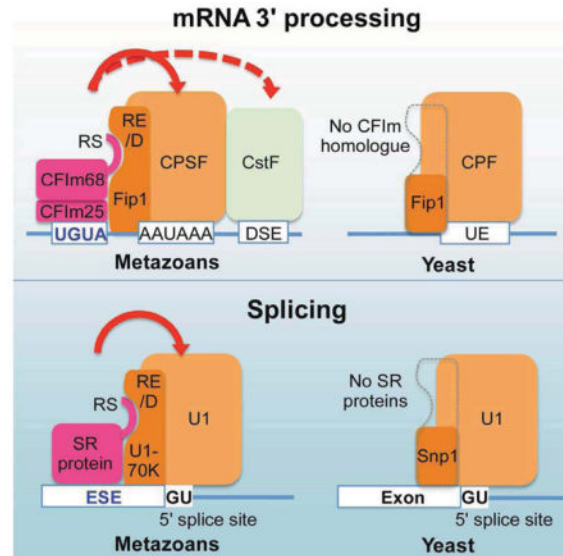 mRNA 3' processing
RE
/D
RS
CFIm68
CFIm25
Fip1
CPSF
CstF
UGUA
AAUAAA
DSE
Metazoans
No CFIm
homologue
CPF
Fip1
UE
Yeast
Splicing
RE
/D
RS
SR
protein
U1-
70K
U1
ESE
GU
5' splice site
Metazoans
No SR
proteins
U1
Snp1
Exon
GU
5' splice site
Yeast